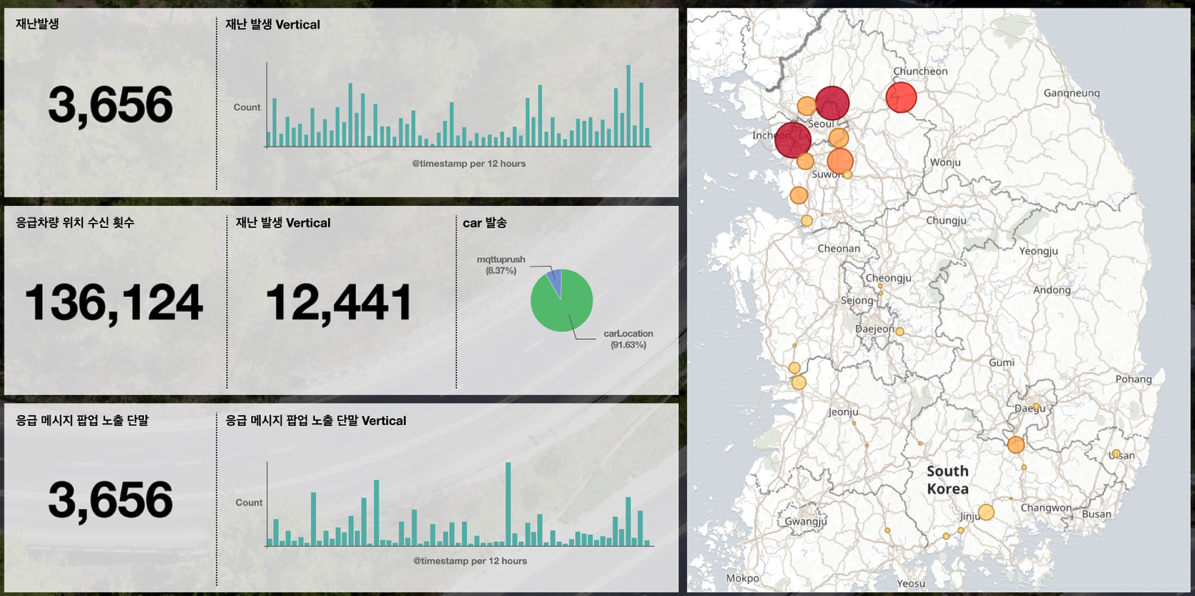 재난발생
3,656
재난 발생 Vertical
Count
@timestamp per 12 hours
응급차량 위치 수신 횟수
136,124
재난 발생 Vertical
12,441
car 발송
mqttuprush
(8.37%)
carLocation
(91.63%)
응급 메시지 팝업 노출 단말
3,656
응급 메시지 팝업 노출 단말 Vertical
Count
@timestamp per 12 hours
Chuncheon
Gangneung
Seoul
Incheon
Wonju
Suwon
Chungju
Yeongju
Cheonan
Cheongju
Andong
Sejong
Daejeon
Gumi
Pohang
Daegu
Jeonju
Ulsan
South
Korea
Changwon
Jinju
Busan
Gwangju
Mokpo
Yeosu